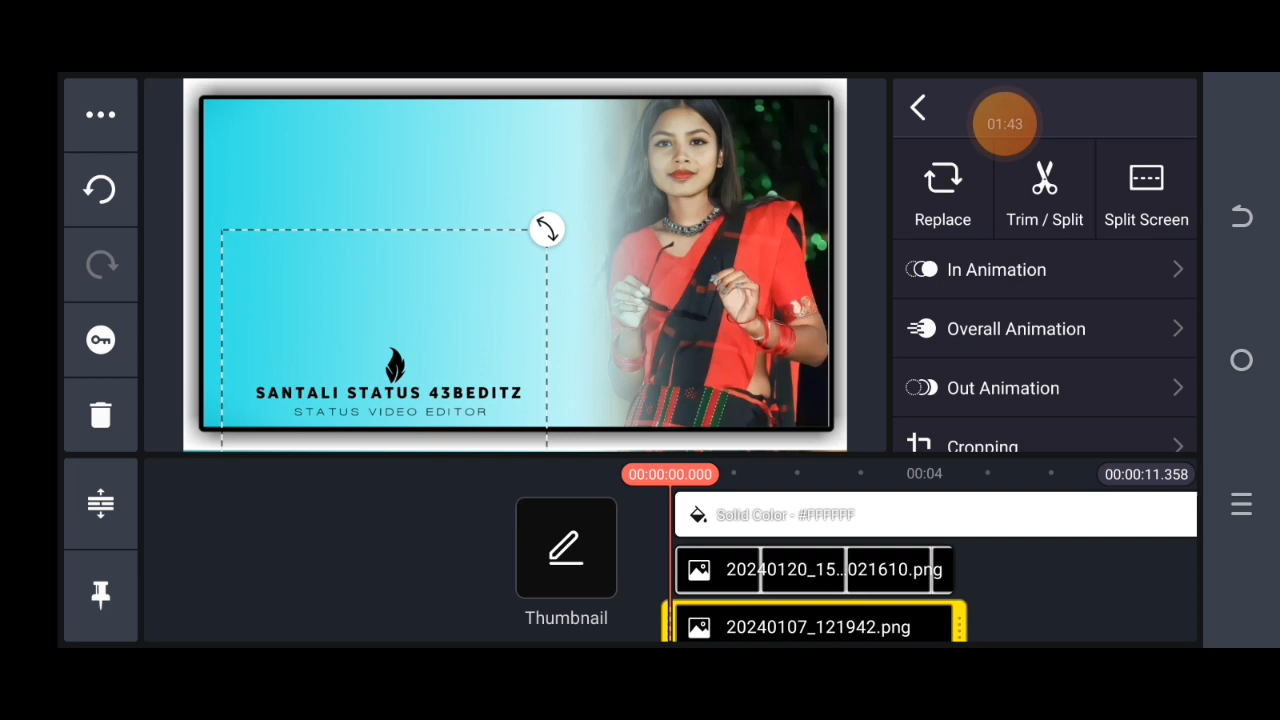 01:43
Replace
Trim / Split
Split Screen
In Animation
Overall Animation
Out Animation
Cropping
SANTALI STATUS 43BEDITZ
STATUS VIDEO EDITOR
00:00:00.000
00:04
00:00:11.358
Solid Color - #FFFFFF
20240120_15..021610.png
Thumbnail
20240107_121942.png